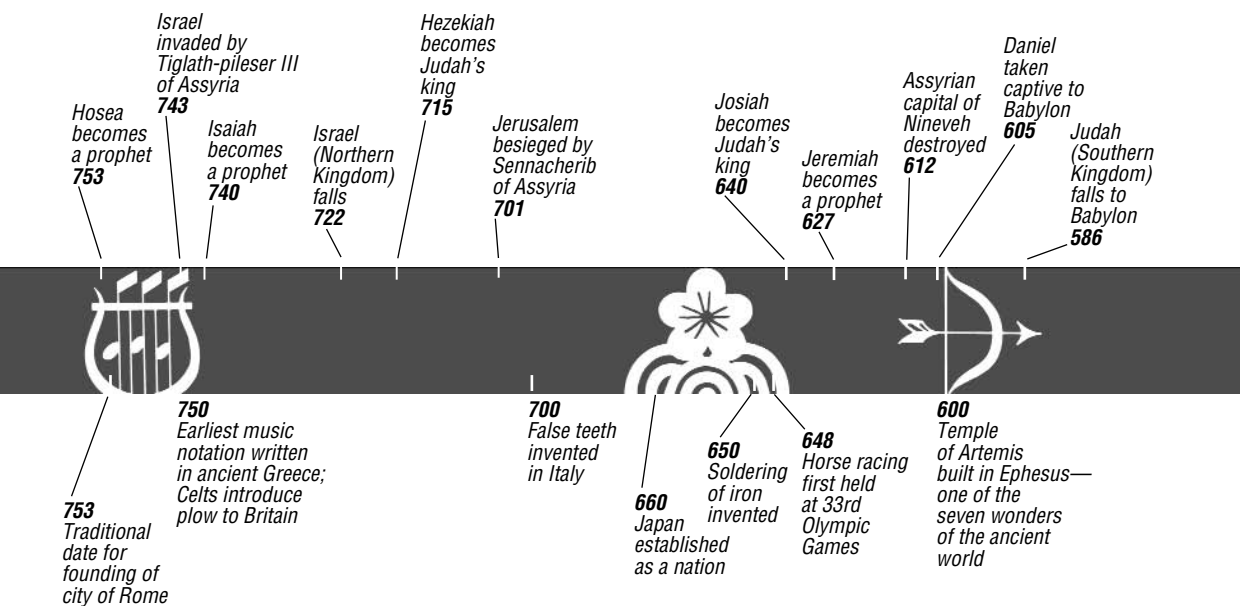 Hosea
becomes
a prophet
753
Israel
invaded by
Tiglath-pileser III
of Assyria
743
Isaiah
becomes
a prophet
740
Israel
(Northern
Kingdom)
falls
722
Hezekiah
becomes
Judah's
king
715
Jerusalem
besieged by
Sennacherib
of Assyria
701
Josiah
becomes
Judah's
king
640
Jeremiah
becomes
a prophet
627
Assyrian
capital of
Nineveh
destroyed
612
Daniel
taken
captive to
Babylon
605
Judah
(Southern
Kingdom)
falls to
Babylon
586
753
Traditional
date for
founding of
city of Rome
750
Earliest music
notation written
in ancient Greece;
Celts introduce
plow to Britain
700
False teeth
invented
in Italy
660
Japan
established
as a nation
650
Soldering
of iron
invented
648
Horse racing
first held
at 33rd
Olympic
Games
600
Temple
of Artemis
built in Ephesus—
one of the
seven wonders
of the ancient
world